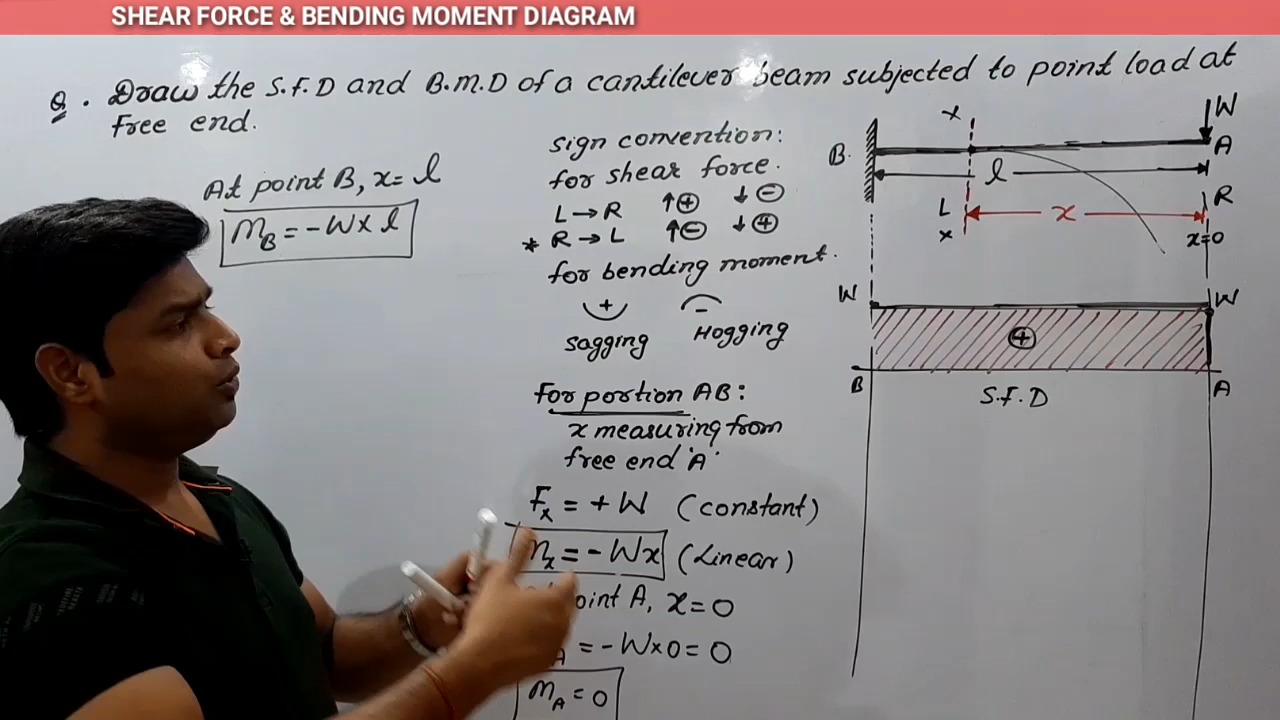 SHEAR FORCE & BENDING MOMENT DIAGRAM
Q. Draw the S.F.D and B.M.D of a cantilever beam subjected to point load at
free end.
At point B, x = l
M_B = -W x l
sign convention:
for shear force.
L → R ↑ ⊕ ↓ ⊖
* R → L ↑ ⊖ ↓ ⊕
for bending moment.
+ -
sagging Hogging
For portion AB:
x measuring from
free end 'A'
F_x = + W (constant)
M_x = - Wx (Linear)
oint A, x = 0
A = - W x 0 = 0
M_A = 0
x W
B A
l
L x R
x x=0
W W
+
B A
S.F.D